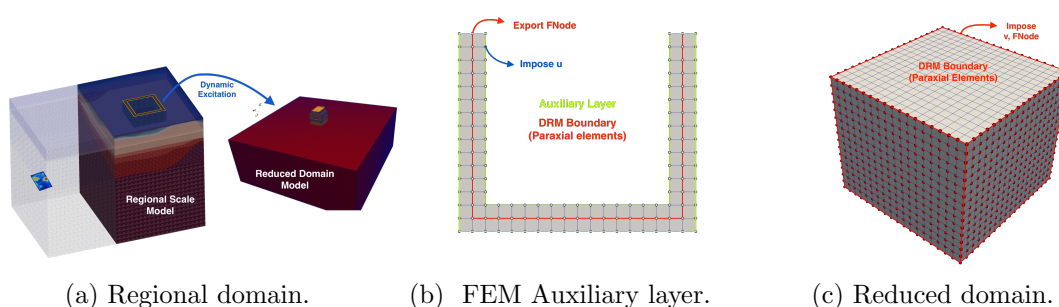 Dynamic
Excitation
Regional Scale
Model
Reduced Domain
Model
(a) Regional domain.
Export FNode
Impose u
Auxiliary Layer
DRM Boundary
(Paraxial elements)
(b) FEM Auxiliary layer.
Impose
v, FNode
DRM Boundary
(Paraxial Elements)
(c) Reduced domain.